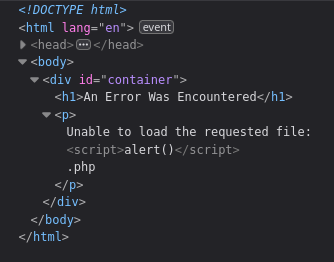 <!DOCTYPE html>
<html lang="en"> event
<head> ••• </head>
<body>
<div id="container">
<h1>An Error Was Encountered</h1>
<p>
Unable to load the requested file:
<script>alert()</script>
.php
</p>
</div>
</body>
</html>